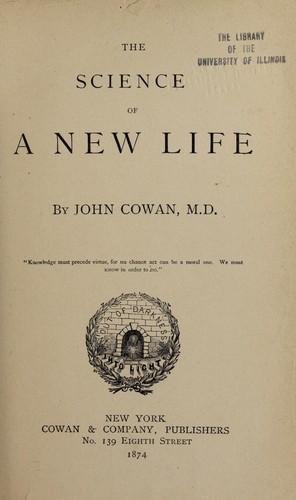 THE LIBRARY
OF THE
UNIVERSITY OF ILLINOIS
THE
SCIENCE
OF
A NEW LIFE
By JOHN COWAN, M.D.
"Knowledge must precede virtue, for no chance act can be a moral one. We must
know in order to do."
OUT OF DARKNESS
INTO LIGHT
NEW YORK
COWAN & COMPANY, PUBLISHERS
No. 139 Eighth Street
1874